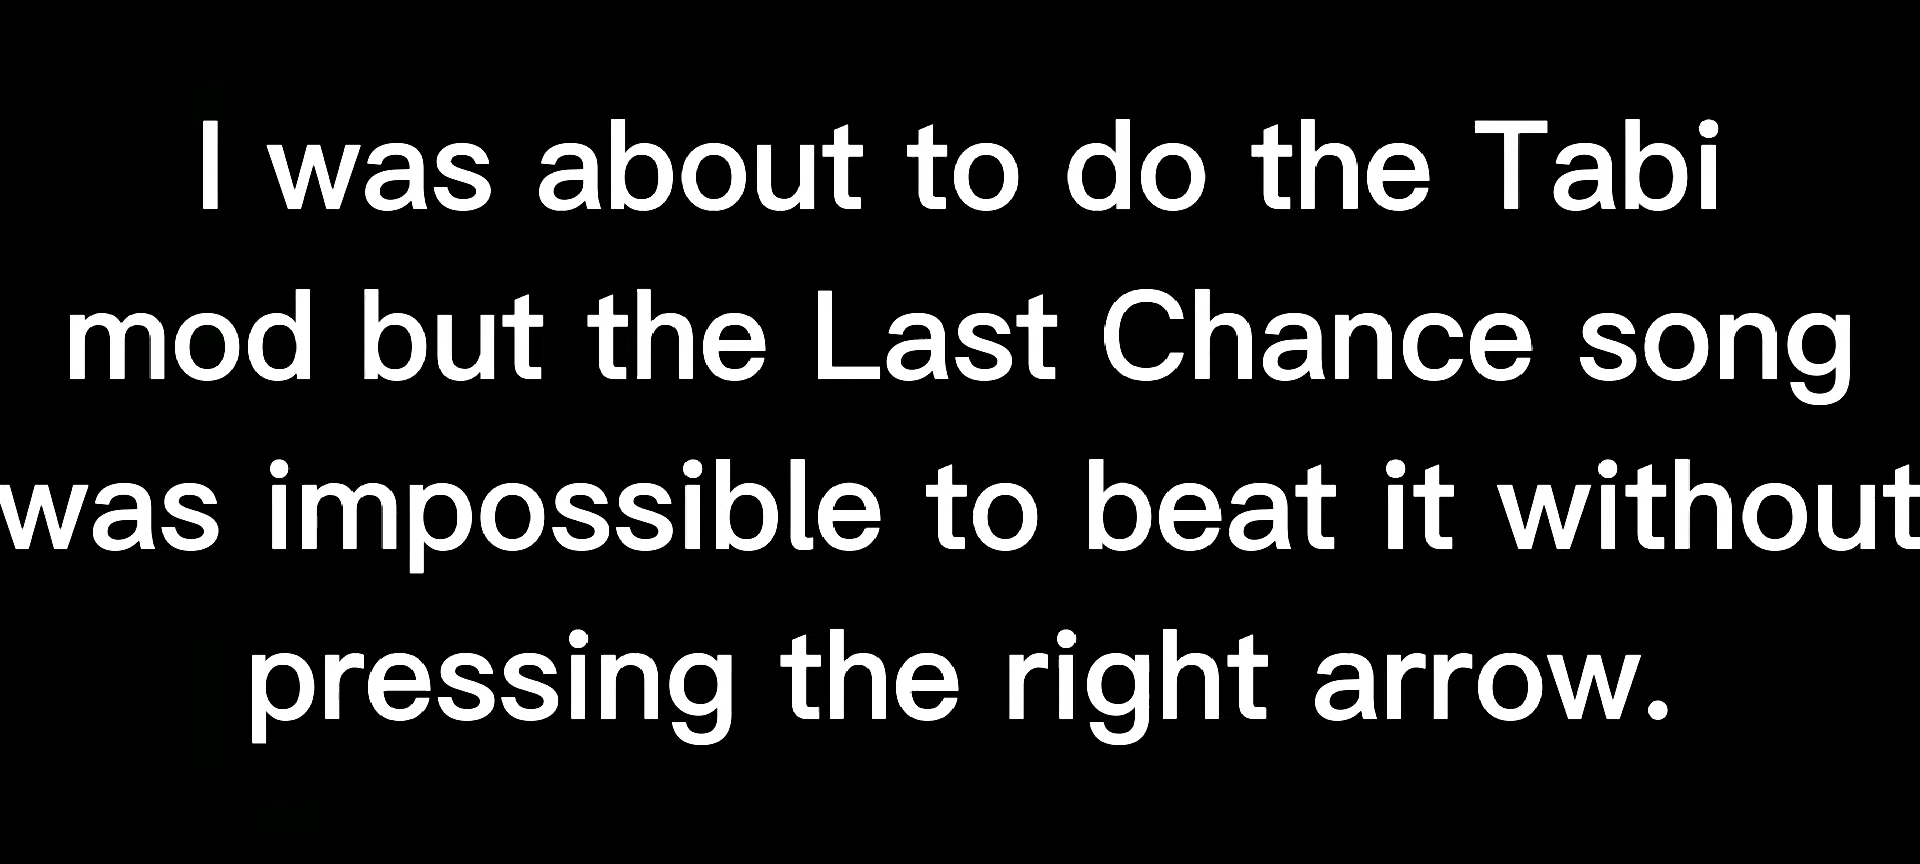 I was about to do the Tabi
mod but the Last Chance song
was impossible to beat it without
pressing the right arrow.